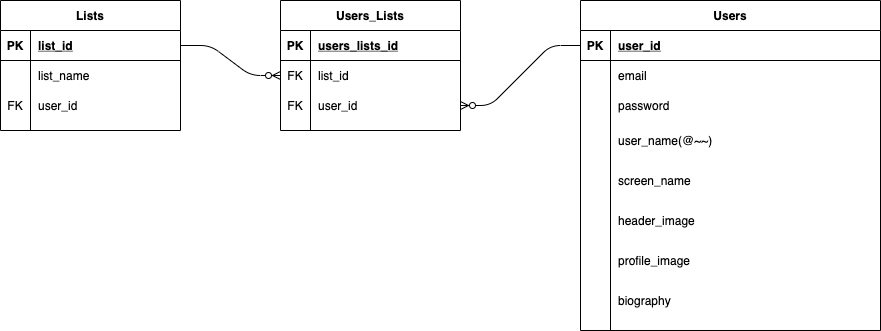 Lists
PK list_id
list_name
FK user_id
Users_Lists
PK users_lists_id
FK list_id
FK user_id
Users
PK user_id
email
password
user_name(@~~)
screen_name
header_image
profile_image
biography